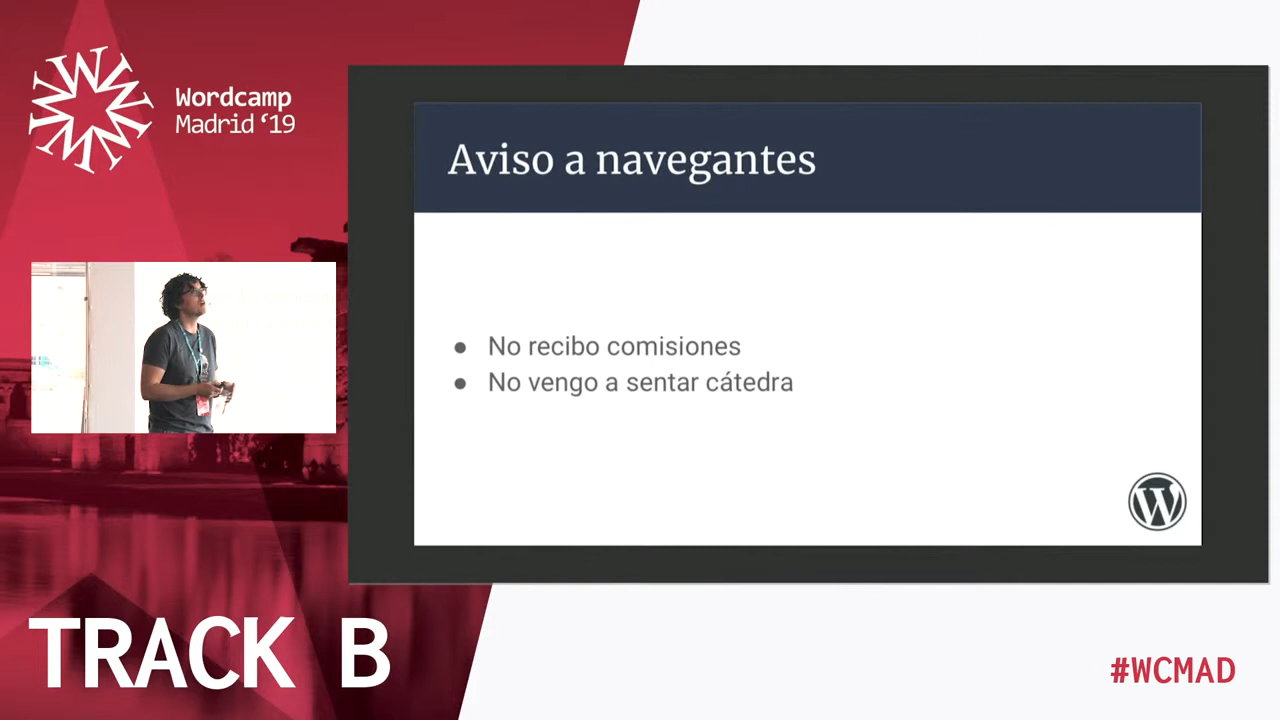 Wordcamp
Madrid ‘19
Aviso a navegantes
● No recibo comisiones
● No vengo a sentar cátedra
TRACK B
#WCMAD